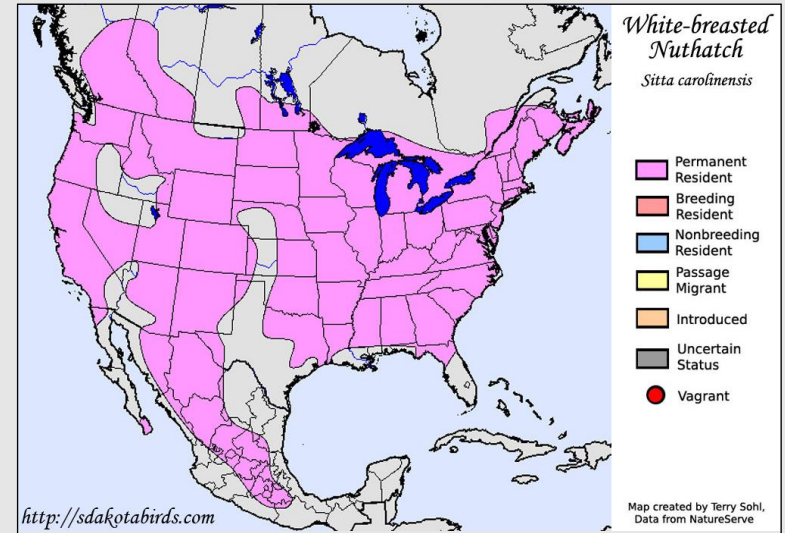 White-breasted
Nuthatch
Sitta carolinensis
Permanent
Resident
Breeding
Resident
Nonbreeding
Resident
Passage
Migrant
Introduced
Uncertain
Status
Vagrant
Map created by Terry Sohl,
Data from NatureServe
http://sdakotabirds.com